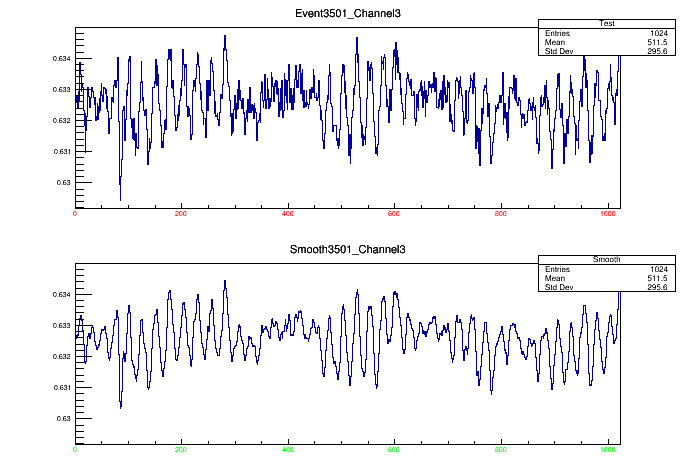 Event3501_Channel3
Test
Entries 1024
Mean 511.5
Std Dev 295.6
0.634
0.633
0.632
0.631
0.63
0 200 400 600 800 1000
Smooth3501_Channel3
Smooth
Entries 1024
Mean 511.5
Std Dev 295.6
0.634
0.633
0.632
0.631
0.63
0 200 400 600 800 1000